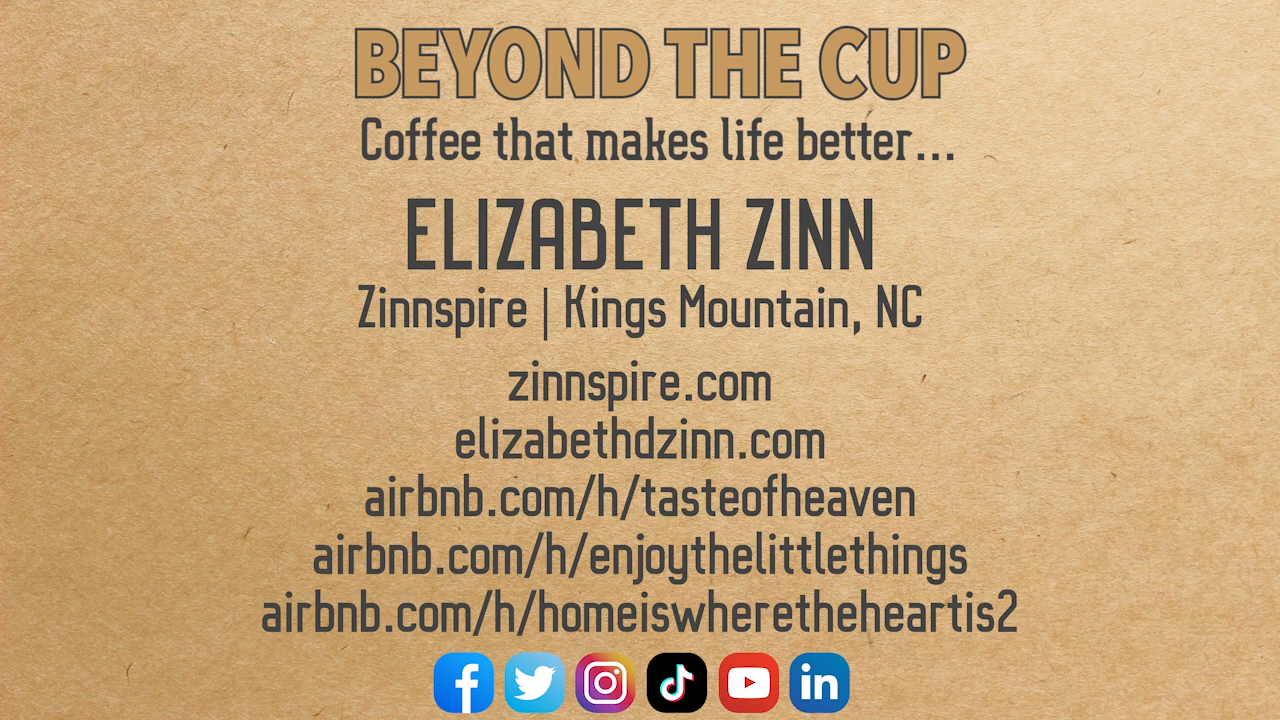 BEYOND THE CUP
Coffee that makes life better...
ELIZABETH ZINN
Zinnspire | Kings Mountain, NC
zinnspire.com
elizabethdzinn.com
airbnb.com/h/tasteofheaven
airbnb.com/h/enjoythelittlethings
airbnb.com/h/homeiswheretheheartis2